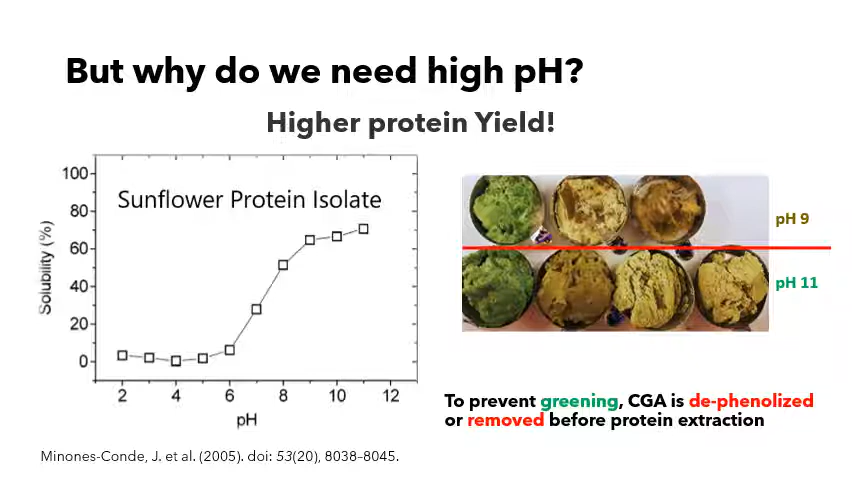 But why do we need high pH?
Higher protein Yield!
Sunflower Protein Isolate
100
80
60
40
20
0
Solubility (%)
2
4
6
8
10
12
pH
pH 9
pH 11
To prevent greening, CGA is de-phenolized
or removed before protein extraction
Minones-Conde, J. et al. (2005). doi: 53(20), 8038–8045.